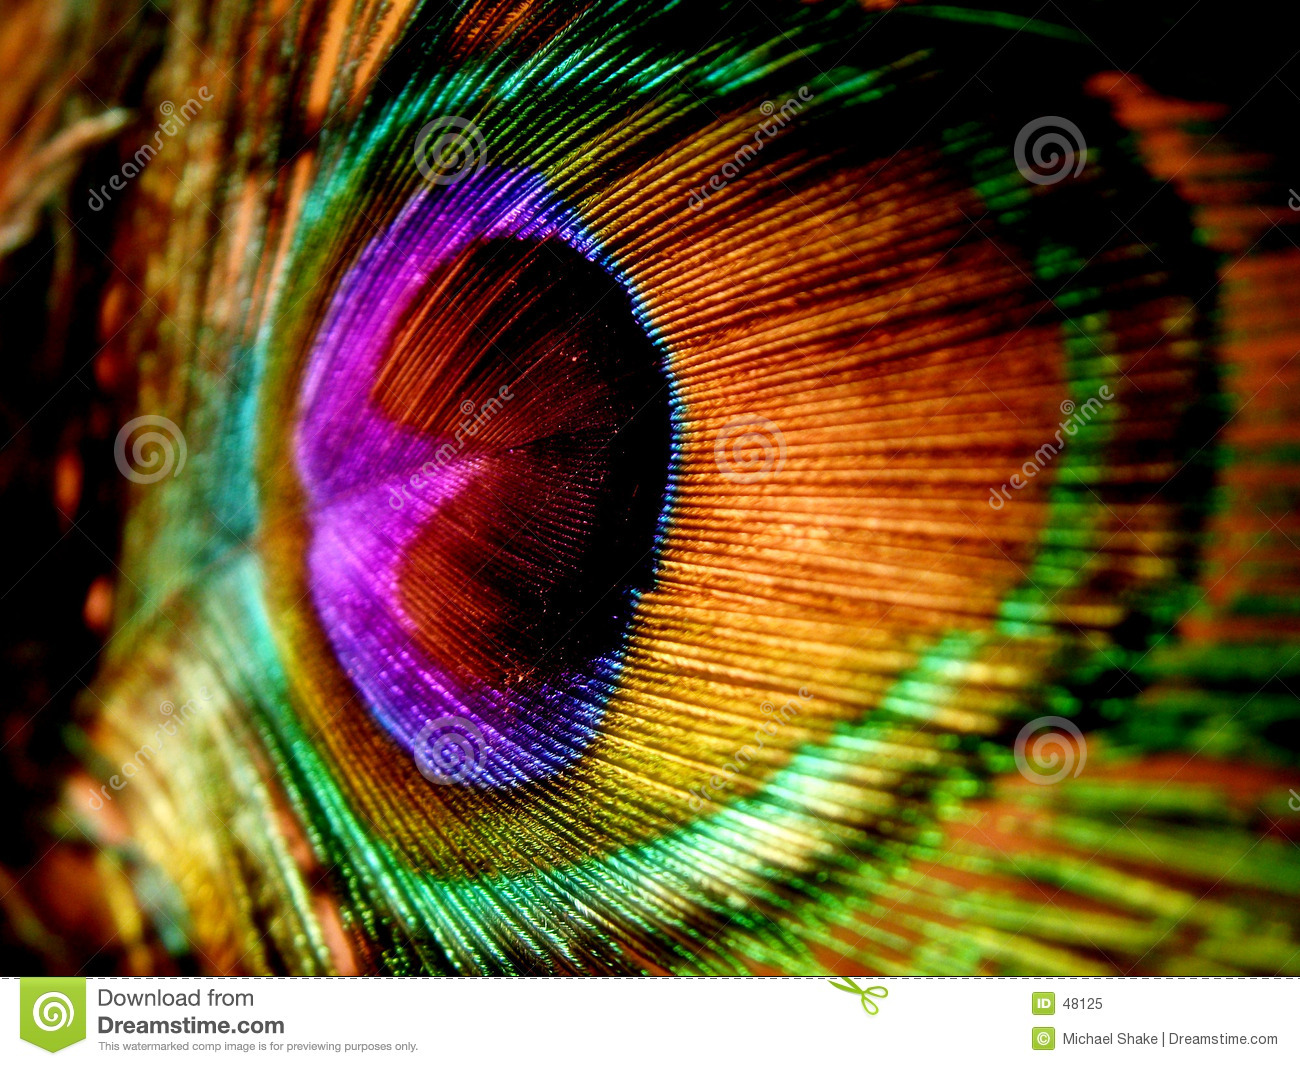 dreamstime
dreamstime
dreamstime
dreamstime
dreamstime
dreamstime
Download from
Dreamstime.com
This watermarked comp image is for previewing purposes only.
ID 48125
© Michael Shake | Dreamstime.com